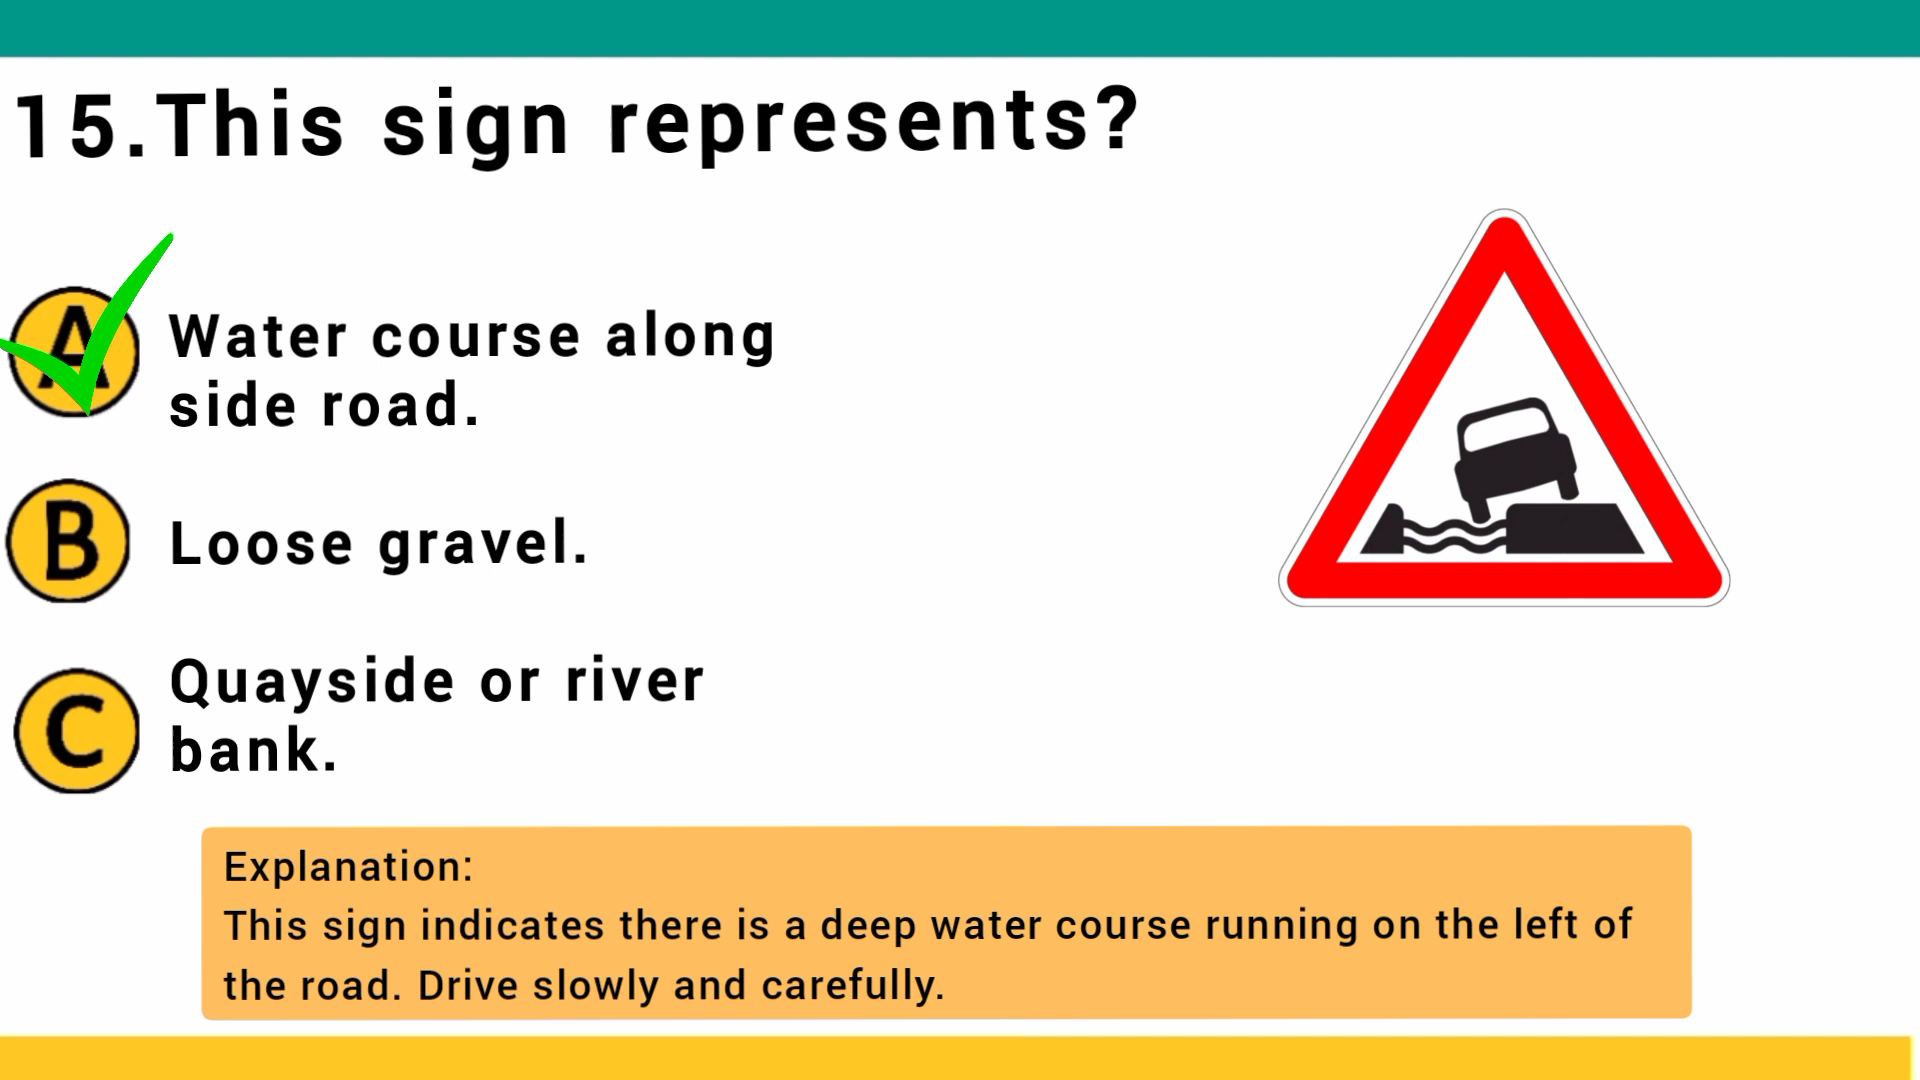 15.This sign represents?
A
Water course along
side road.
B
Loose gravel.
C
Quayside or river
bank.
Explanation:
This sign indicates there is a deep water course running on the left of
the road. Drive slowly and carefully.